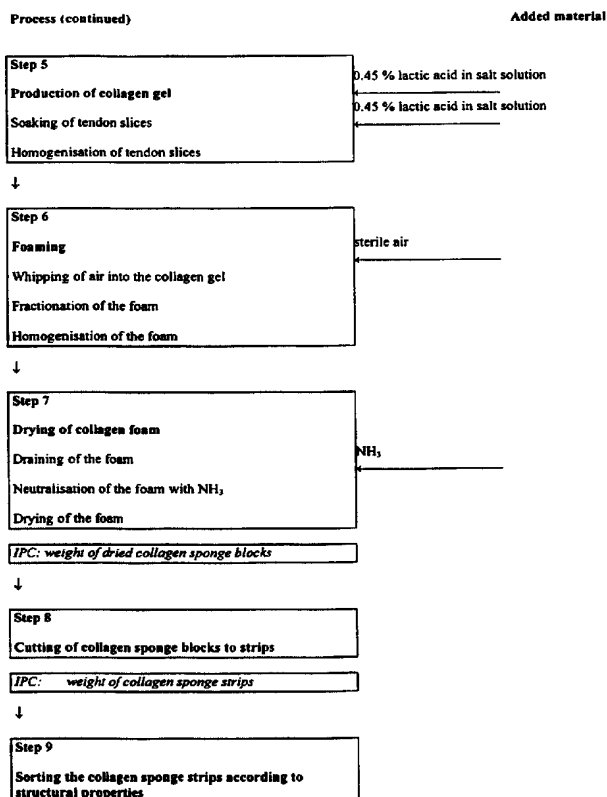 Process (continued)
Added material
Step 5
Production of collagen gel
Soaking of tendon slices
Homogenisation of tendon slices
0.45 % lactic acid in salt solution
0.45 % lactic acid in salt solution
↓
Step 6
Foaming
Whipping of air into the collagen gel
Fractionation of the foam
Homogenisation of the foam
sterile air
↓
Step 7
Drying of collagen foam
Draining of the foam
Neutralisation of the foam with NH₃
Drying of the foam
NH₃
IPC: weight of dried collagen sponge blocks
↓
Step 8
Cutting of collagen sponge blocks to strips
IPC: weight of collagen sponge strips
↓
Step 9
Sorting the collagen sponge strips according to
structural properties